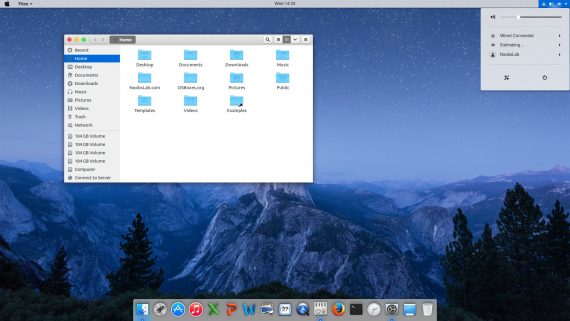 Files
Wed 14:34
Home
Recent
Home
Desktop
Documents
Downloads
Music
Pictures
Videos
Trash
Network
104 GB Volume
104 GB Volume
104 GB Volume
104 GB Volume
Computer
Connect to Server
Desktop Documents Downloads Music
NoobsLab.com OSBoxes.org Pictures Public
Templates Videos Examples
Wired Connected
Estimating...
NoobsLab
??